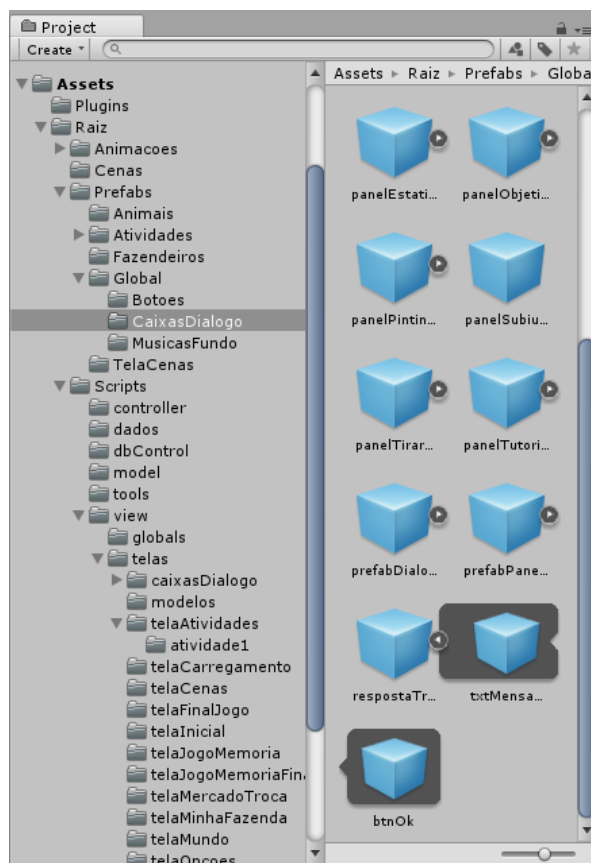 Project
Create
Assets
Plugins
Raiz
Animacoes
Cenas
Prefabs
Animais
Atividades
Fazendeiros
Global
Botoes
CaixasDialogo
MusicasFundo
TelaCenas
Scripts
controller
dados
dbControl
model
tools
view
globals
telas
caixasDialogo
modelos
telaAtividades
atividade1
telaCarregamento
telaCenas
telaFinalJogo
telaInicial
telaJogoMemoria
telaJogoMemoriaFin
telaMercadoTroca
telaMinhaFazenda
telaMundo
telaOpcoes
Assets ▸ Raiz ▸ Prefabs ▸ Globa
panelEstati... panelObjeti...
panelPintin... panelSubiu...
panelTirar... panelTutori...
prefabDialo... prefabPane...
respostaTr... txtMensa...
btnOk